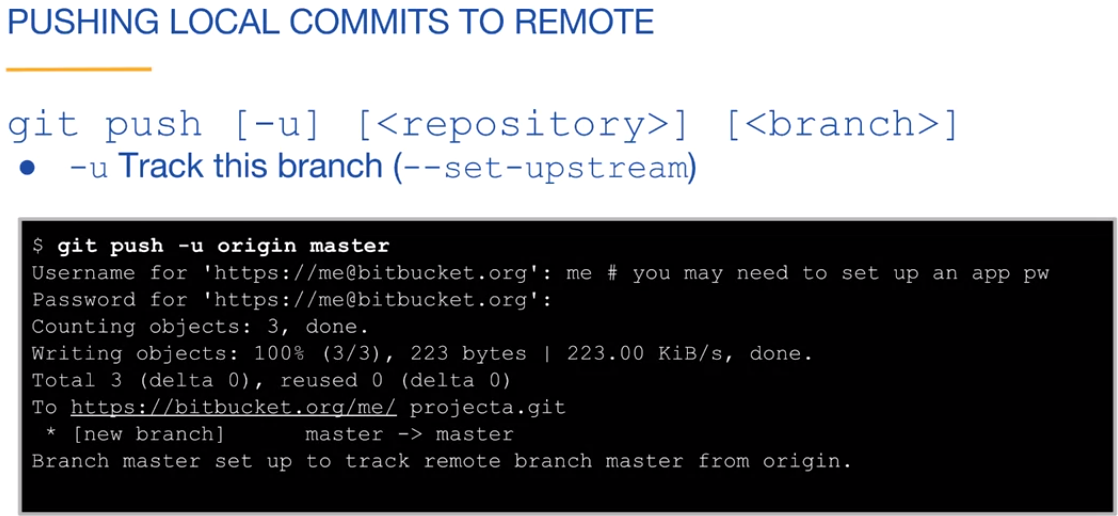 PUSHING LOCAL COMMITS TO REMOTE
git push [-u] [<repository>] [<branch>]
● -u Track this branch (--set-upstream)
$ git push -u origin master
Username for 'https://me@bitbucket.org': me # you may need to set up an app pw
Password for 'https://me@bitbucket.org':
Counting objects: 3, done.
Writing objects: 100% (3/3), 223 bytes | 223.00 KiB/s, done.
Total 3 (delta 0), reused 0 (delta 0)
To https://bitbucket.org/me/ projecta.git
 * [new branch]      master -> master
Branch master set up to track remote branch master from origin.